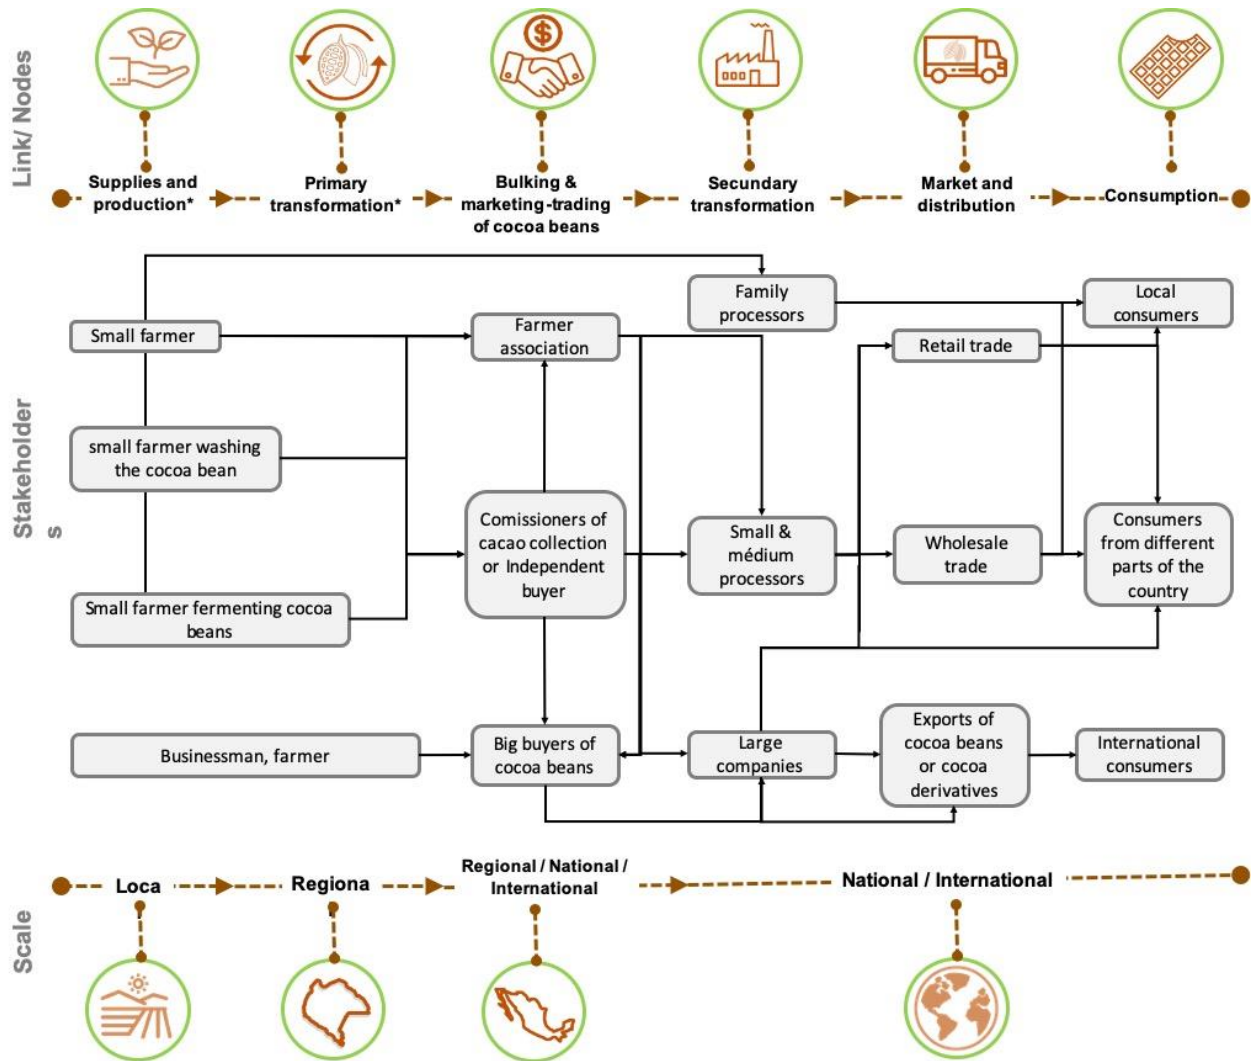 Link/ Nodes
Supplies and
production*
Primary
transformation*
Bulking &
marketing-trading
of cocoa beans
Secundary
transformation
Market and
distribution
Consumption
Stakeholder
s
Small farmer
small farmer washing
the cocoa bean
Small farmer fermenting cocoa
beans
Businessman, farmer
Farmer
association
Comissioners of
cacao collection
or Independent
buyer
Big buyers of
cocoa beans
Family
processors
Small &
médium
processors
Large
companies
Retail trade
Wholesale
trade
Exports of
cocoa beans
or cocoa
derivatives
Local
consumers
Consumers
from different
parts of the
country
International
consumers
Scale
Loca
Regiona
Regional / National /
International
National / International